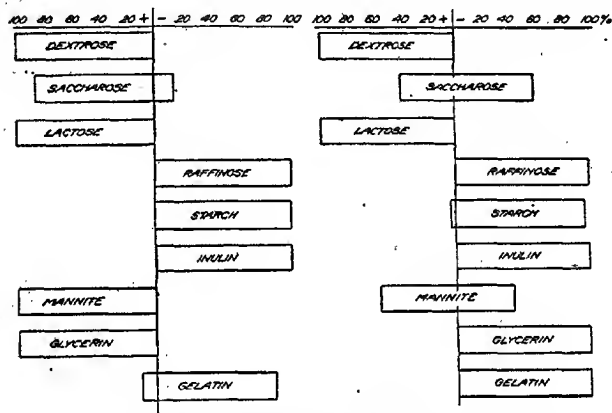 100 80 60 40 20 + - 20 40 60 80 100
DEXTROSE
SACCHAROSE
LACTOSE
RAFFINOSE
STARCH
INULIN
MANNITE
GLYCERIN
GELATIN
100 80 60 40 20 + - 20 40 60 80 100%
DEXTROSE
SACCHAROSE
LACTOSE
RAFFINOSE
STARCH
INULIN
MANNITE
GLYCERIN
GELATIN